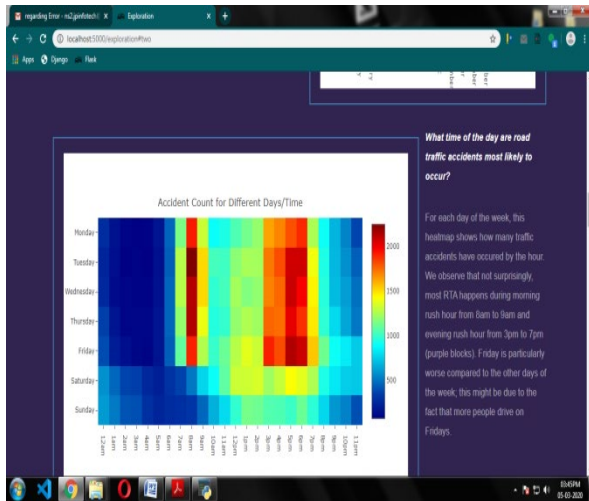 regarding Error - ns2.jpinfotech
Exploration
localhost:5000/exploration#two
Apps
Django
Flask
What time of the day are road
traffic accidents most likely to
occur?
Accident Count for Different Days/Time
Monday
Tuesday
Wednesday
Thursday
Friday
Saturday
Sunday
12am
1am
2am
3am
4am
5am
6am
7am
8am
9am
10am
11am
12pm
1pm
2pm
3pm
4pm
5pm
6pm
7pm
8pm
9pm
10pm
11pm
2000
1500
1000
500
For each day of the week, this
heatmap shows how many traffic
accidents have occured by the hour.
We observe that not surprisingly,
most RTA happens during morning
rush hour from 8am to 9am and
evening rush hour from 3pm to 7pm
(purple blocks). Friday is particularly
worse compared to the other days of
the week; this might be due to the
fact that more people drive on
Fridays.
03:45PM
05-03-2020